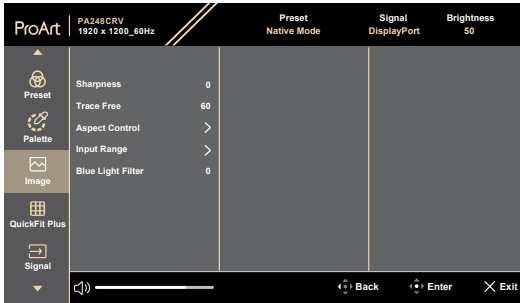 ProArt
PA248CRV
1920 x 1200_60Hz
Preset
Native Mode
Signal
DisplayPort
Brightness
50
Preset
Palette
Image
QuickFit Plus
Signal
Sharpness 0
Trace Free 60
Aspect Control
Input Range
Blue Light Filter 0
Back
Enter
Exit